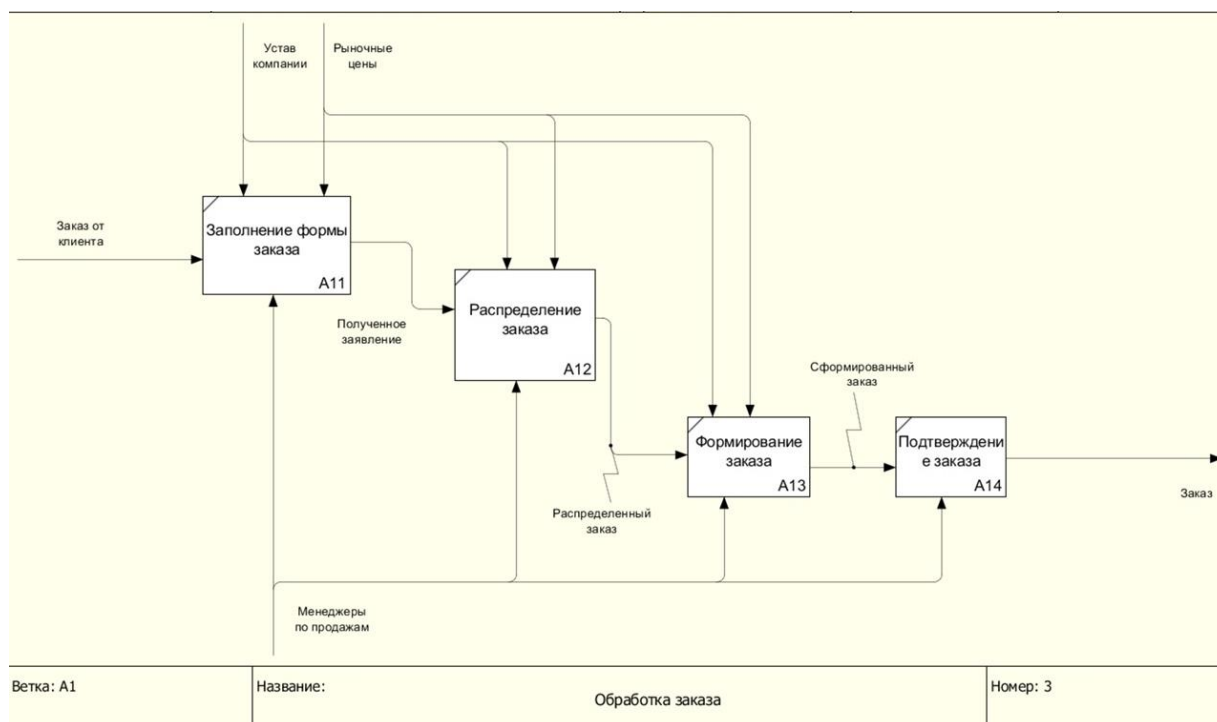 Устав
компании
Рыночные
цены
Заказ от
клиента
Заполнение формы
заказа
A11
Полученное
заявление
Распределение
заказа
A12
Распределенный
заказ
Сформированный
заказ
Формирование
заказа
A13
Подтверждени
е заказа
A14
Заказ
Менеджеры
по продажам
Ветка: A1
Название:
Обработка заказа
Номер: 3